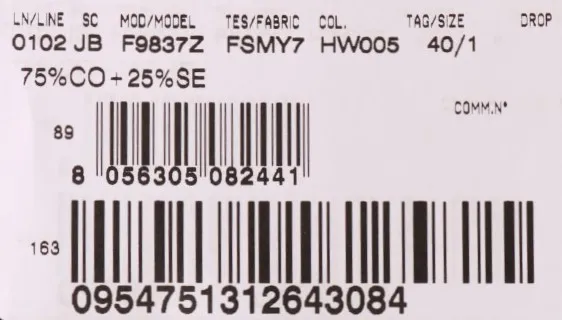 LN/LINE SC MOD/MODEL TES/FABRIC COL. TAG/SIZE DROP
0102 JB F9837Z FSMY7 HW005 40/1
75%CO+25%SE
COMM.N°
89
8 056305 082441
163
0954751312643084